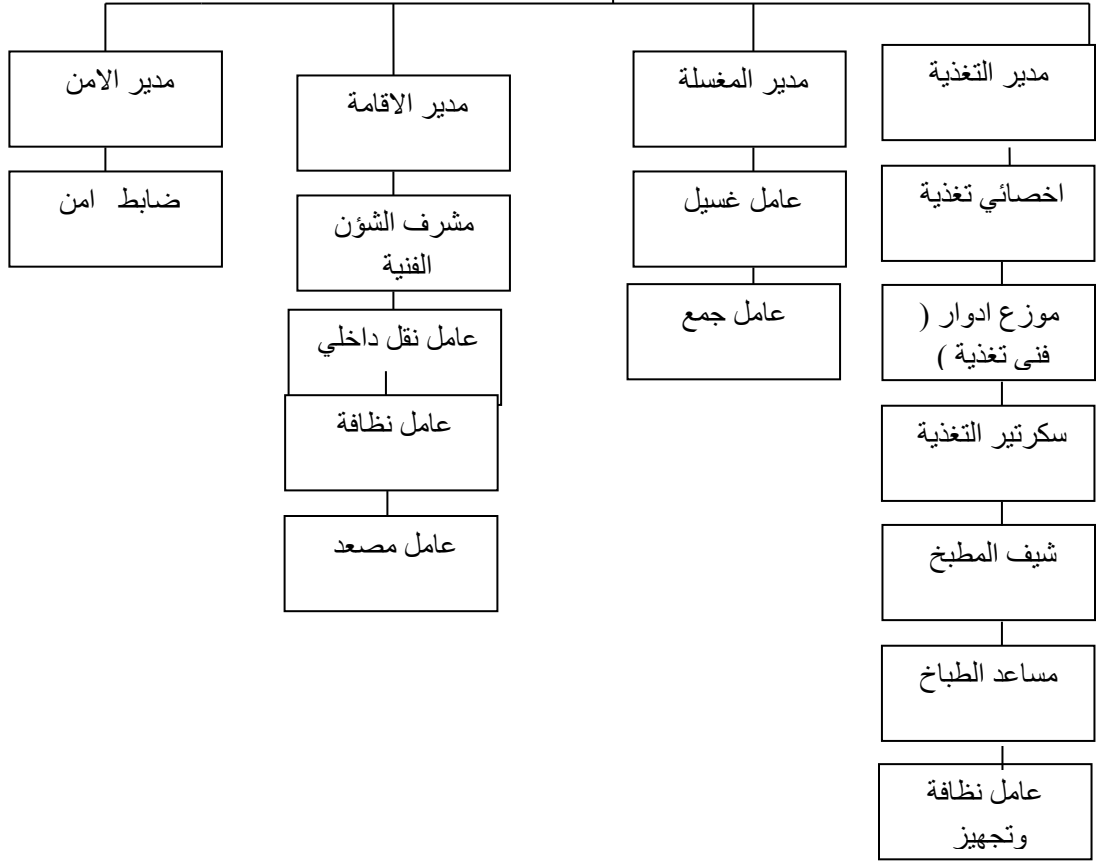 مدير التغذية
اخصائي تغذية
موزع ادوار (
فنى تغذية )
سكرتير التغذية
شيف المطبخ
مساعد الطباخ
عامل نظافة
وتجهيز
مدير المغسلة
عامل غسيل
عامل جمع
مدير الاقامة
مشرف الشؤن
الفنية
عامل نقل داخلي
عامل نظافة
عامل مصعد
مدير الامن
ضابط امن